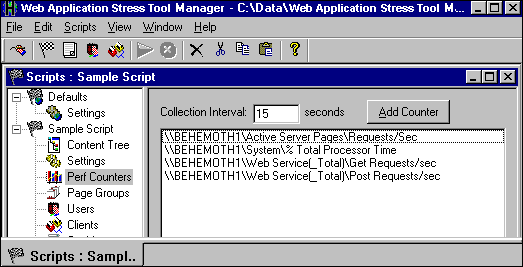 Web Application Stress Tool Manager - C:\Data\Web Application Stress Tool M...
File Edit Scripts View Window Help
Scripts : Sample Script
Defaults
Settings
Sample Script
Content Tree
Settings
Perf Counters
Page Groups
Users
Clients
Collection Interval: 15 seconds Add Counter
\\BEHEMOTH1\Active Server Pages\Requests/Sec
\\BEHEMOTH1\System\% Total Processor Time
\\BEHEMOTH1\Web Service(_Total)\Get Requests/sec
\\BEHEMOTH1\Web Service(_Total)\Post Requests/sec
Scripts : Sampl..